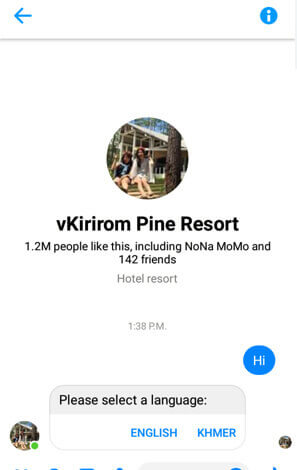 vKirirom Pine Resort
1.2M people like this, including NoNa MoMo and
142 friends
Hotel resort
1:38 P.M.
Hi
Please select a language:
ENGLISH KHMER